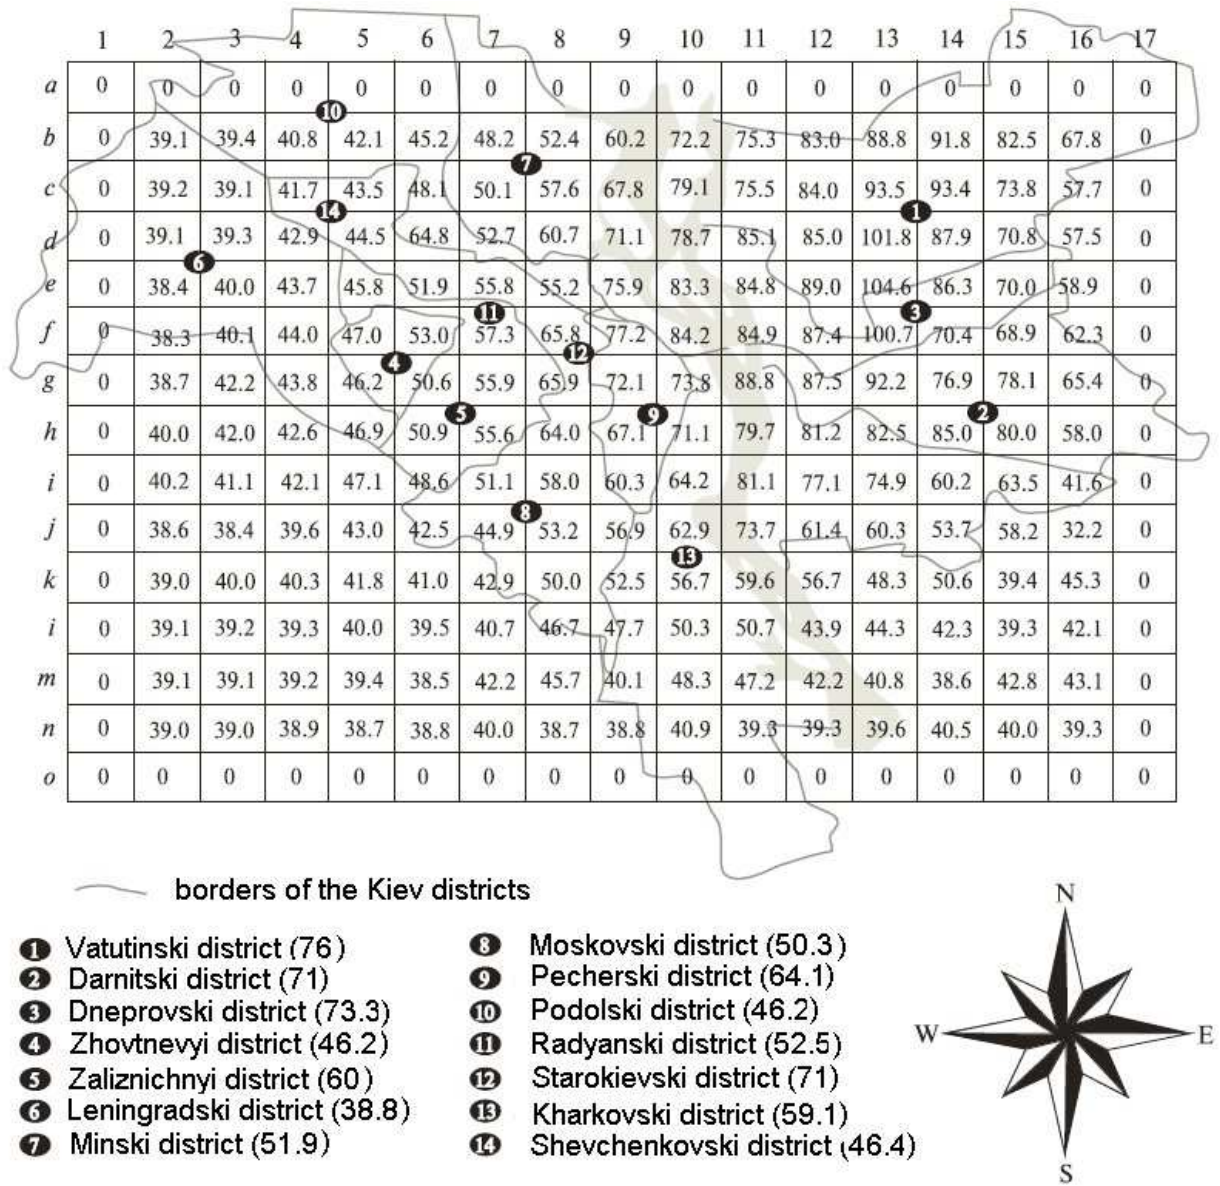 1 2 3 4 5 6 7 8 9 10 11 12 13 14 15 16 17
a 0 0 0 0 0 0 0 0 0 0 0 0 0 0 0 0 0
10
b 0 39.1 39.4 40.8 42.1 45.2 48.2 52.4 60.2 72.2 75.3 83.0 88.8 91.8 82.5 67.8 0
7
c 0 39.2 39.1 41.7 43.5 48.1 50.1 57.6 67.8 79.1 75.5 84.0 93.5 93.4 73.8 57.7 0
14 1
d 0 39.1 39.3 42.9 44.5 64.8 52.7 60.7 71.1 78.7 85.1 85.0 101.8 87.9 70.8 57.5 0
6
e 0 38.4 40.0 43.7 45.8 51.9 55.8 55.2 75.9 83.3 84.8 89.0 104.6 86.3 70.0 58.9 0
11 3
f 0 38.3 40.1 44.0 47.0 53.0 57.3 65.8 77.2 84.2 84.9 87.4 100.7 70.4 68.9 62.3 0
4 12
g 0 38.7 42.2 43.8 46.2 50.6 55.9 65.9 72.1 73.8 88.8 87.5 92.2 76.9 78.1 65.4 0
5 9 2
h 0 40.0 42.0 42.6 46.9 50.9 55.6 64.0 67.1 71.1 79.7 81.2 82.5 85.0 80.0 58.0 0
i 0 40.2 41.1 42.1 47.1 48.6 51.1 58.0 60.3 64.2 81.1 77.1 74.9 60.2 63.5 41.6 0
8
j 0 38.6 38.4 39.6 43.0 42.5 44.9 53.2 56.9 62.9 73.7 61.4 60.3 53.7 58.2 32.2 0
13
k 0 39.0 40.0 40.3 41.8 41.0 42.9 50.0 52.5 56.7 59.6 56.7 48.3 50.6 39.4 45.3 0
i 0 39.1 39.2 39.3 40.0 39.5 40.7 46.7 47.7 50.3 50.7 43.9 44.3 42.3 39.3 42.1 0
m 0 39.1 39.1 39.2 39.4 38.5 42.2 45.7 40.1 48.3 47.2 42.2 40.8 38.6 42.8 43.1 0
n 0 39.0 39.0 38.9 38.7 38.8 40.0 38.7 38.8 40.9 39.3 39.3 39.6 40.5 40.0 39.3 0
o 0 0 0 0 0 0 0 0 0 0 0 0 0 0 0 0 0
borders of the Kiev districts
1 Vatutinski district (76)
2 Darnitski district (71)
3 Dneprovski district (73.3)
4 Zhovtnevyi district (46.2)
5 Zaliznichnyi district (60)
6 Leningradski district (38.8)
7 Minski district (51.9)
8 Moskovski district (50.3)
9 Pecherski district (64.1)
10 Podolski district (46.2)
11 Radyanski district (52.5)
12 Starokievski district (71)
13 Kharkovski district (59.1)
14 Shevchenkovski district (46.4)
N
W E
S